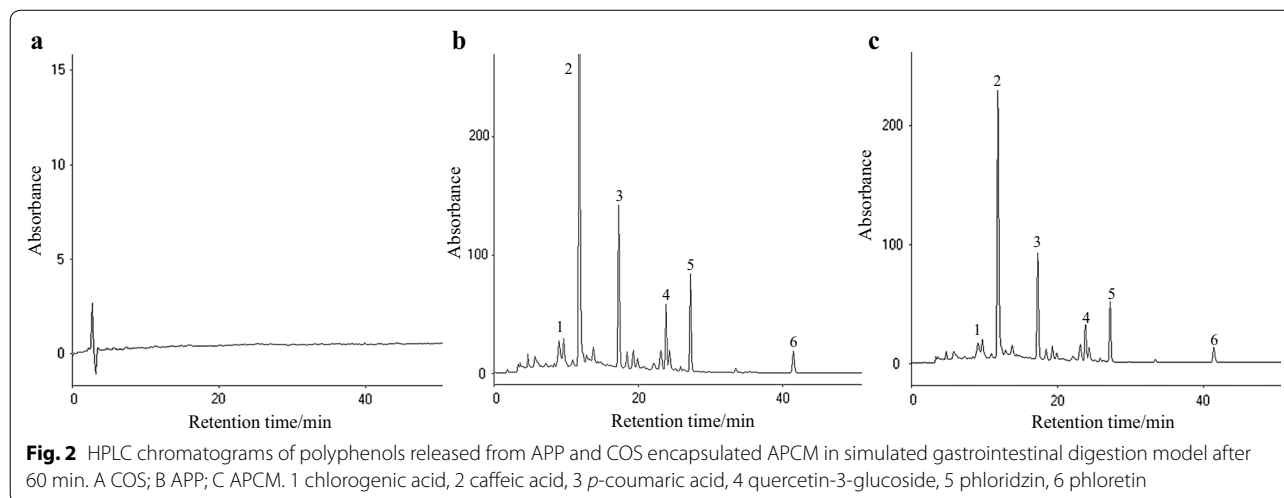 a
15
10
5
0
Absorbance
0
20
40
Retention time/min
b
200
100
0
Absorbance
2
1
3
4
5
6
0
20
40
Retention time/min
c
200
100
0
Absorbance
2
1
3
4
5
6
0
20
40
Retention time/min
Fig. 2 HPLC chromatograms of polyphenols released from APP and COS encapsulated APCM in simulated gastrointestinal digestion model after
60 min. A COS; B APP; C APCM. 1 chlorogenic acid, 2 caffeic acid, 3 p-coumaric acid, 4 quercetin-3-glucoside, 5 phloridzin, 6 phloretin